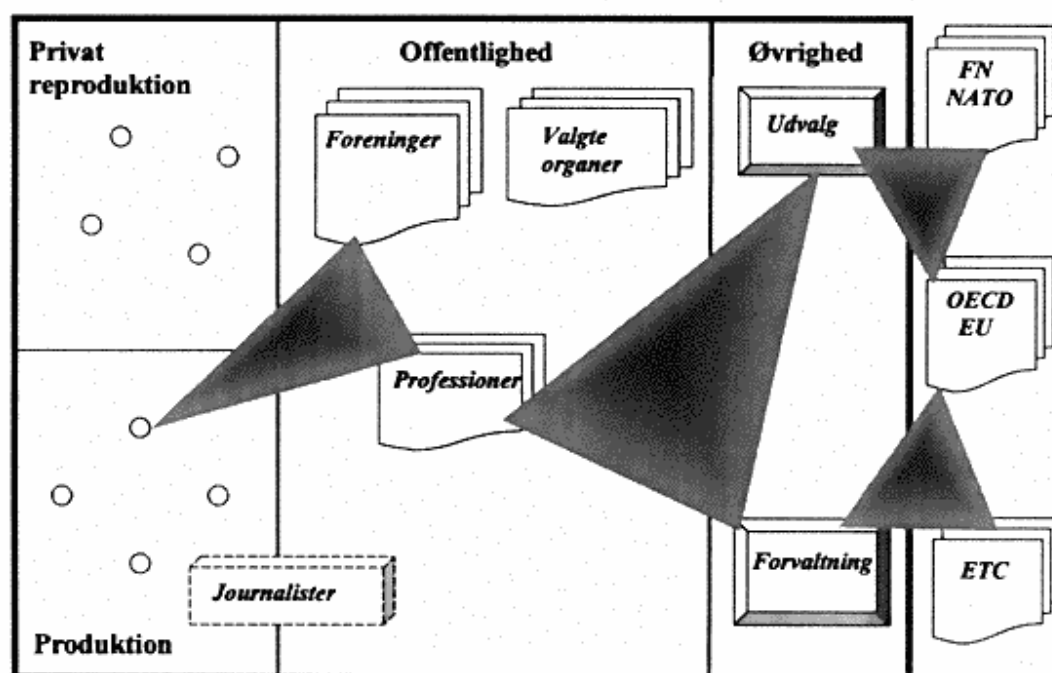 Privat
reproduktion
Offentlighed
Øvrighed
FN
NATO
Foreninger
Valgte
organer
Udvalg
OECD
EU
Professioner
Journalister
Forvaltning
ETC
Produktion